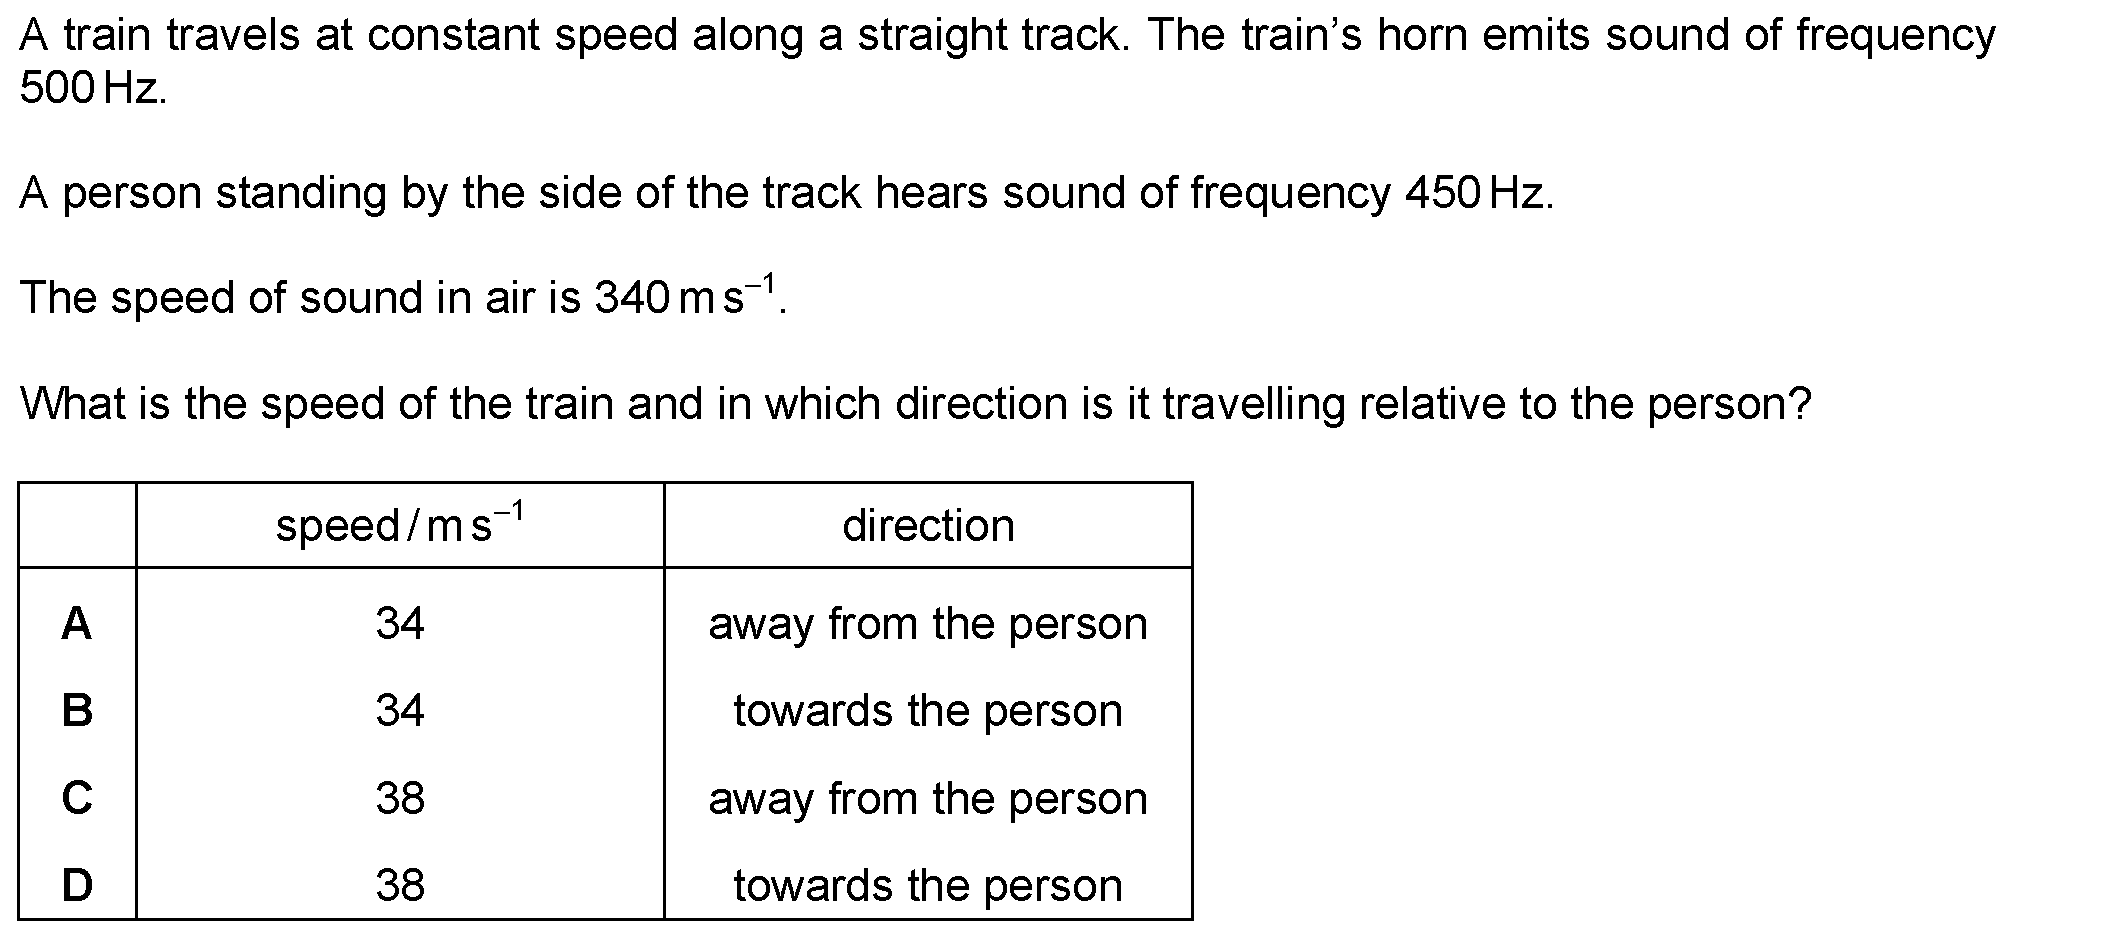 A train travels at constant speed along a straight track. The train’s horn emits sound of frequency
500 Hz.
A person standing by the side of the track hears sound of frequency 450 Hz.
The speed of sound in air is 340 m s⁻¹.
What is the speed of the train and in which direction is it travelling relative to the person?
speed / m s⁻¹ direction
A 34 away from the person
B 34 towards the person
C 38 away from the person
D 38 towards the person